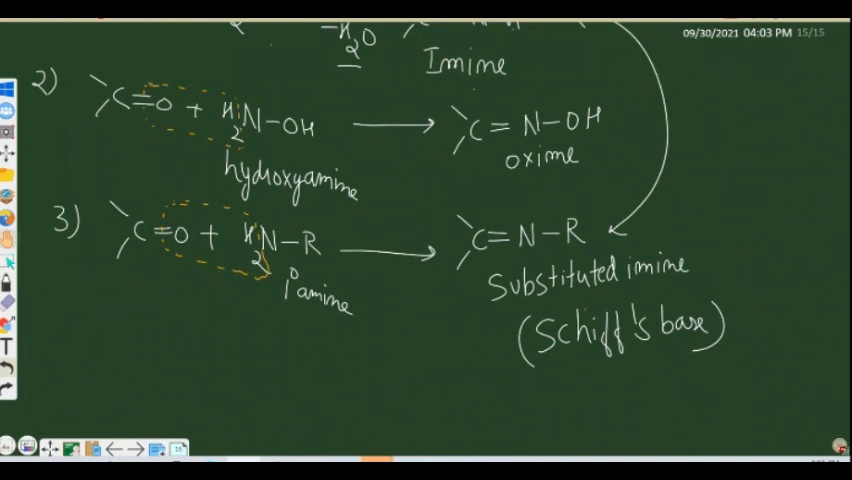 09/30/2021 04:03 PM 15/15
-H₂O
Imine
2) C=O + H₂N-OH → C=N-OH
hydroxyamine
oxime
3) C=O + H₂N-R → C=N-R
1° amine
Substituted imine
(Schiff's base)